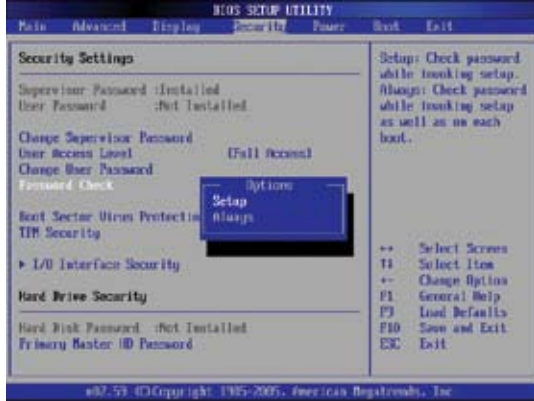 BIOS SETUP UTILITY
Main Advanced Display Security Power Boot Exit
Security Settings
Supervisor Password :Installed
User Password :Not Installed
Change Supervisor Password
User Access Level [Full Access]
Change User Password
Password Check
Boot Sector Virus Protection
TPM Security
I/O Interface Security
Hard Drive Security
Hard Disk Password :Not Installed
Primary Master HD Password
Options
Setup
Always
Setup: Check password
while invoking setup.
Always: Check password
while invoking setup
as well as on each
boot.
↔ Select Screen
↑↓ Select Item
+- Change Option
F1 General Help
F9 Load Defaults
F10 Save and Exit
ESC Exit
v02.59 (C)Copyright 1985-2005, American Megatrends, Inc